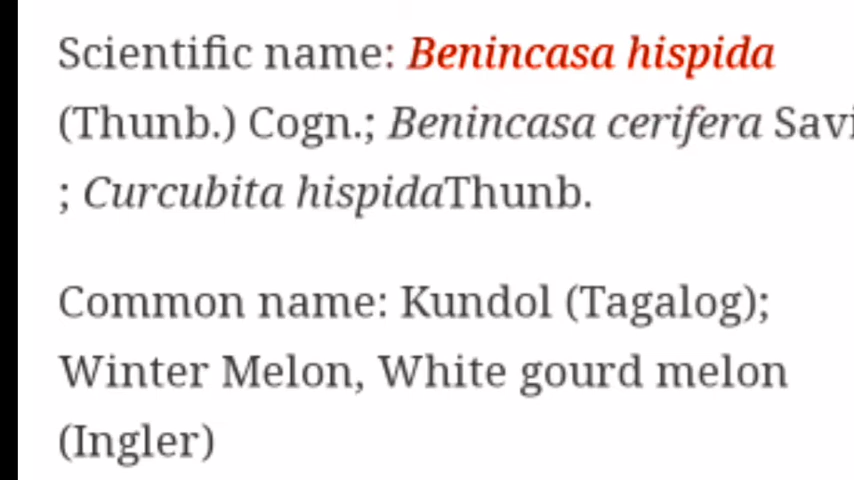 Scientific name: Benincasa hispida
(Thunb.) Cogn.; Benincasa cerifera Savi
; Curcubita hispidaThunb.
Common name: Kundol (Tagalog);
Winter Melon, White gourd melon
(Ingler)